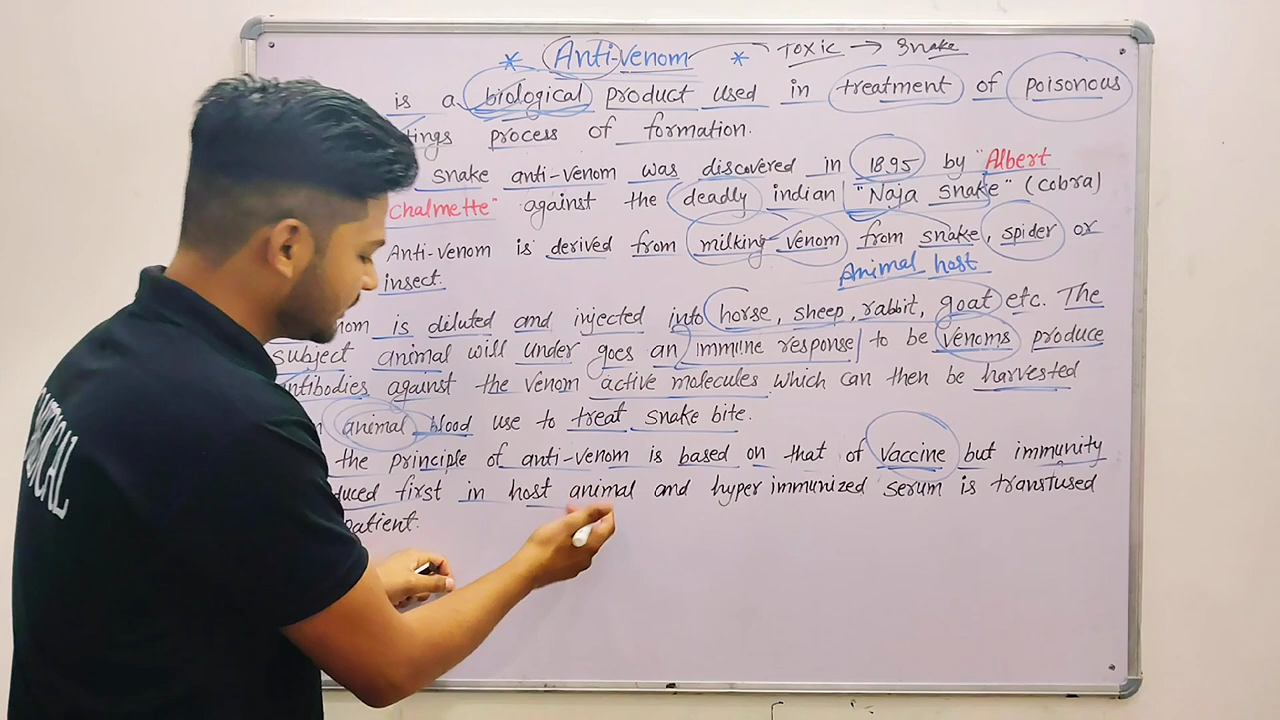 * Anti-venom * Toxic → Snake
is a biological product used in treatment of poisonous
tings process of formation.
snake anti-venom was discovered in 1895 by "Albert
Chalmette" against the deadly indian "Naja snake" (cobra)
Anti-venom is derived from milking venom from snake, spider or
insect.
Animal host
nom is diluted and injected into horse, sheep, rabbit, goat etc. The
subject animal will under goes an immune response to be venoms produce
antibodies against the venom active molecules which can then be harvested
animal blood use to treat snake bite.
the principle of anti-venom is based on that of vaccine but immunity
duced first in host animal and hyper immunized serum is transfused
patient.